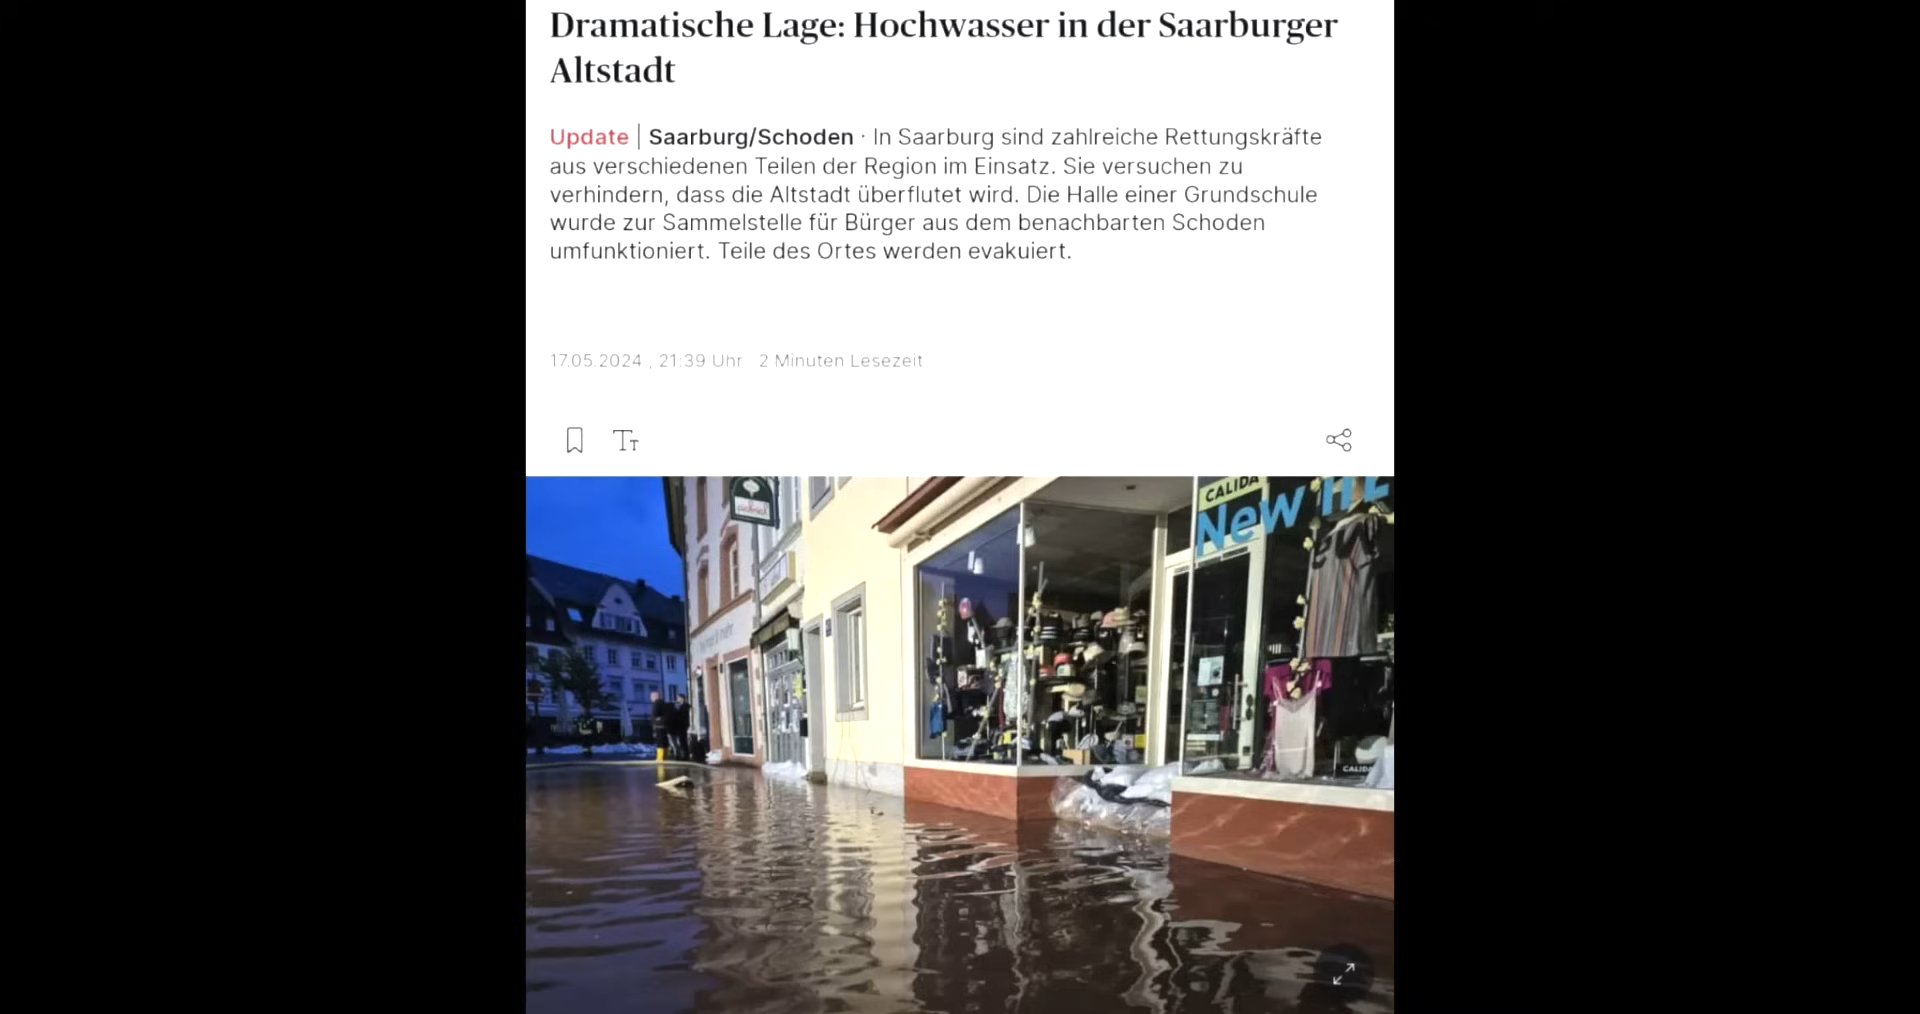 Dramatische Lage: Hochwasser in der Saarburger
Altstadt
Update | Saarburg/Schoden · In Saarburg sind zahlreiche Rettungskräfte
aus verschiedenen Teilen der Region im Einsatz. Sie versuchen zu
verhindern, dass die Altstadt überflutet wird. Die Halle einer Grundschule
wurde zur Sammelstelle für Bürger aus dem benachbarten Schoden
umfunktioniert. Teile des Ortes werden evakuiert.
17.05.2024 , 21:39 Uhr 2 Minuten Lesezeit
CALIDA
New
CALIDA